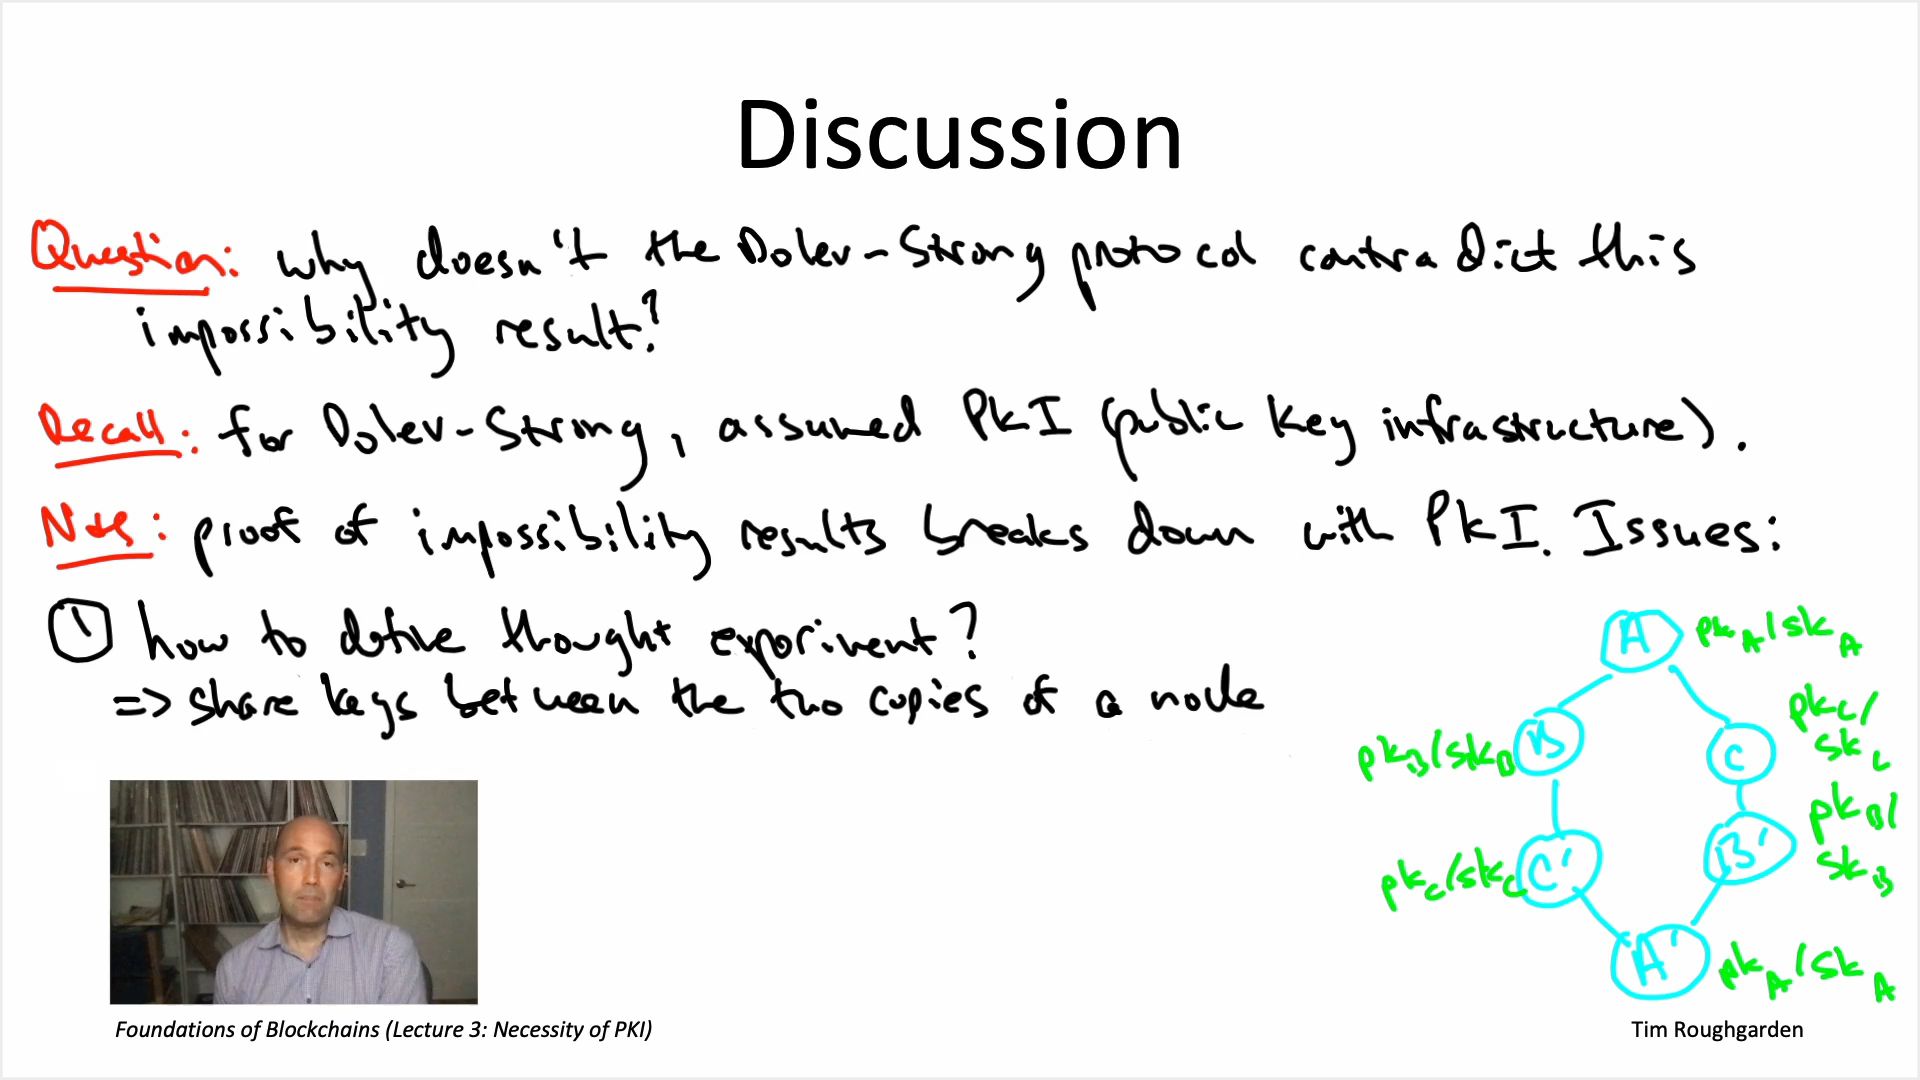 Discussion
Question: why doesn't the Dolev-Strong protocol contradict this
impossibility result?
Recall: for Dolev-Strong, assumed PKI (public key infrastructure).
Note: proof of impossibility results breaks down with PKI. Issues:
① how to define thought experiment?
=> share keys between the two copies of a node
A pkA/skA
pkB/skB B
C pkC/
skC
pkC/skC C'
B' pkB/
skB
A' pkA/skA
Foundations of Blockchains (Lecture 3: Necessity of PKI)
Tim Roughgarden